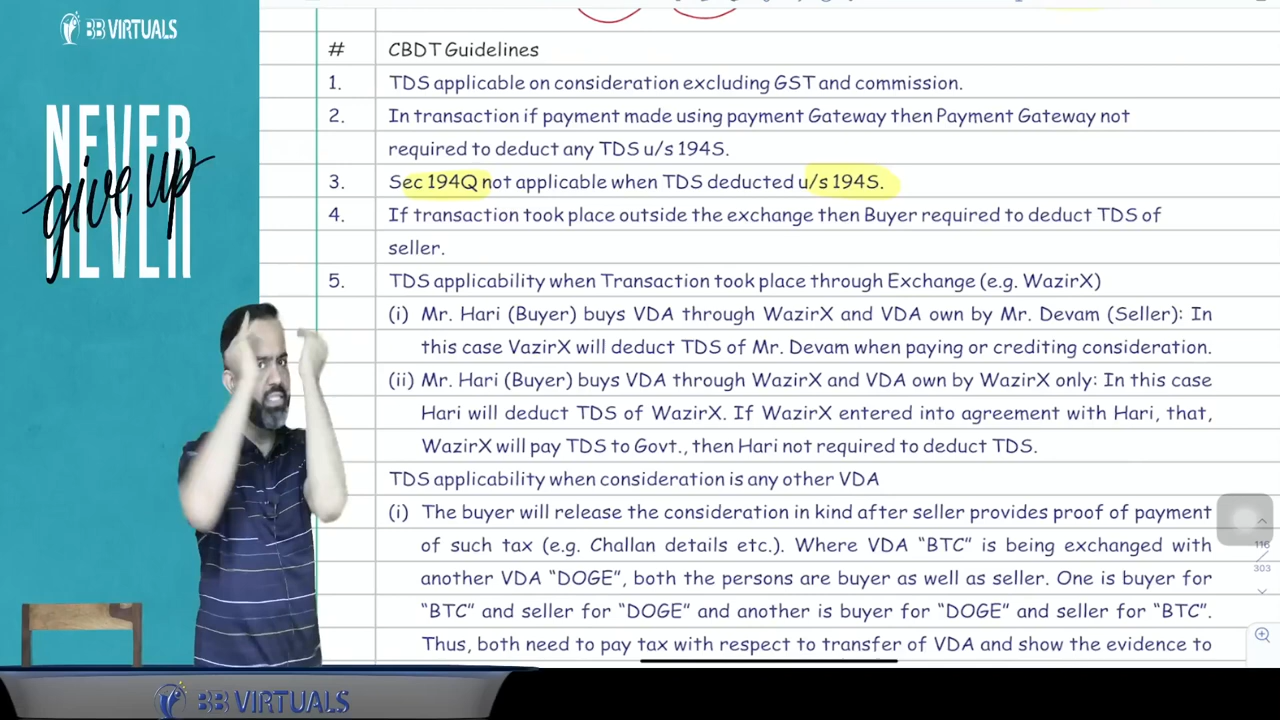 BB VIRTUALS
NEVER
give up
NEVER
# CBDT Guidelines
1. TDS applicable on consideration excluding GST and commission.
2. In transaction if payment made using payment Gateway then Payment Gateway not
required to deduct any TDS u/s 194S.
3. Sec 194Q not applicable when TDS deducted u/s 194S.
4. If transaction took place outside the exchange then Buyer required to deduct TDS of
seller.
5. TDS applicability when Transaction took place through Exchange (e.g. WazirX)
(i) Mr. Hari (Buyer) buys VDA through WazirX and VDA own by Mr. Devam (Seller): In
this case VazirX will deduct TDS of Mr. Devam when paying or crediting consideration.
(ii) Mr. Hari (Buyer) buys VDA through WazirX and VDA own by WazirX only: In this case
Hari will deduct TDS of WazirX. If WazirX entered into agreement with Hari, that,
WazirX will pay TDS to Govt., then Hari not required to deduct TDS.
TDS applicability when consideration is any other VDA
(i) The buyer will release the consideration in kind after seller provides proof of payment
of such tax (e.g. Challan details etc.). Where VDA “BTC” is being exchanged with
another VDA “DOGE”, both the persons are buyer as well as seller. One is buyer for
“BTC” and seller for “DOGE” and another is buyer for “DOGE” and seller for “BTC”.
Thus, both need to pay tax with respect to transfer of VDA and show the evidence to
116
303
BB VIRTUALS